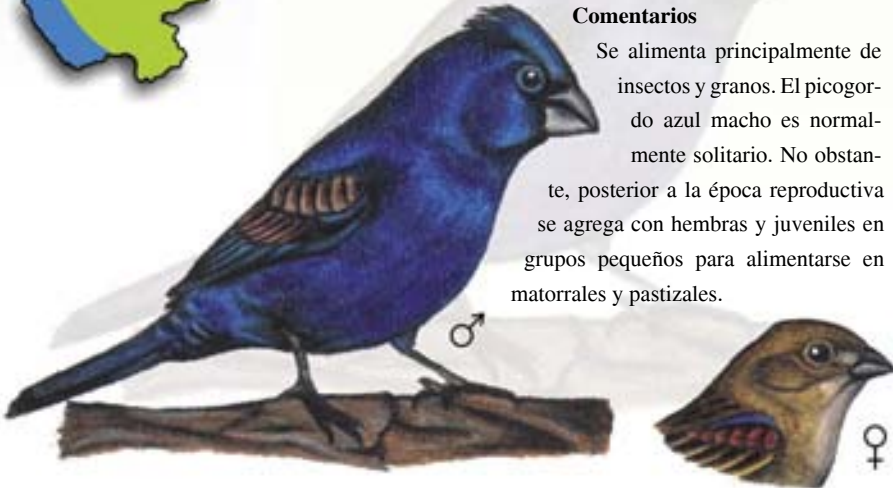 Comentarios
Se alimenta principalmente de
insectos y granos. El picogor-
do azul macho es normal-
mente solitario. No obstan-
te, posterior a la época reproductiva
se agrega con hembras y juveniles en
grupos pequeños para alimentarse en
matorrales y pastizales.
♂
♀